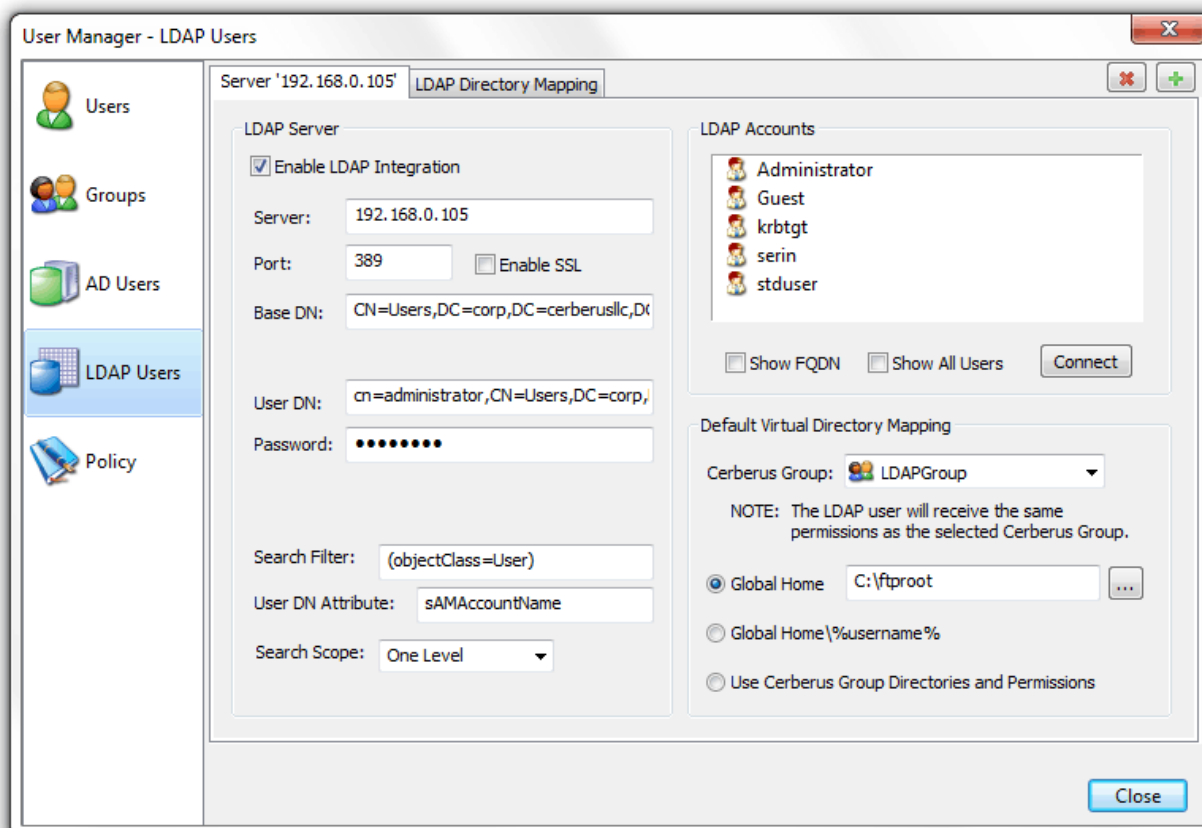 User Manager - LDAP Users
Users
Groups
AD Users
LDAP Users
Policy
Server '192.168.0.105'
LDAP Directory Mapping
LDAP Server
Enable LDAP Integration
Server: 192.168.0.105
Port: 389 Enable SSL
Base DN: CN=Users,DC=corp,DC=cerberusllc,DC
User DN: cn=administrator,CN=Users,DC=corp,
Password: ••••••••
Search Filter: (objectClass=User)
User DN Attribute: sAMAccountName
Search Scope: One Level
LDAP Accounts
Administrator
Guest
krbtgt
serin
stduser
Show FQDN Show All Users Connect
Default Virtual Directory Mapping
Cerberus Group: LDAPGroup
NOTE: The LDAP user will receive the same
permissions as the selected Cerberus Group.
Global Home C:\ftproot ...
Global Home\%username%
Use Cerberus Group Directories and Permissions
Close